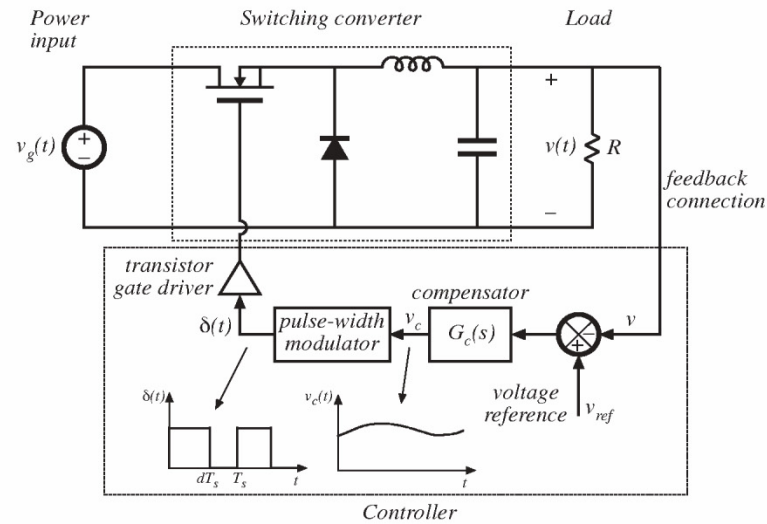 Power
input
Switching converter
Load
+
−
v_g(t)
+
v(t)
−
R
feedback
connection
transistor
gate driver
compensator
δ(t)
pulse-width
modulator
v_c
G_c(s)
−
+
v
voltage
reference
v_ref
δ(t)
dT_s
T_s
t
v_c(t)
t
Controller